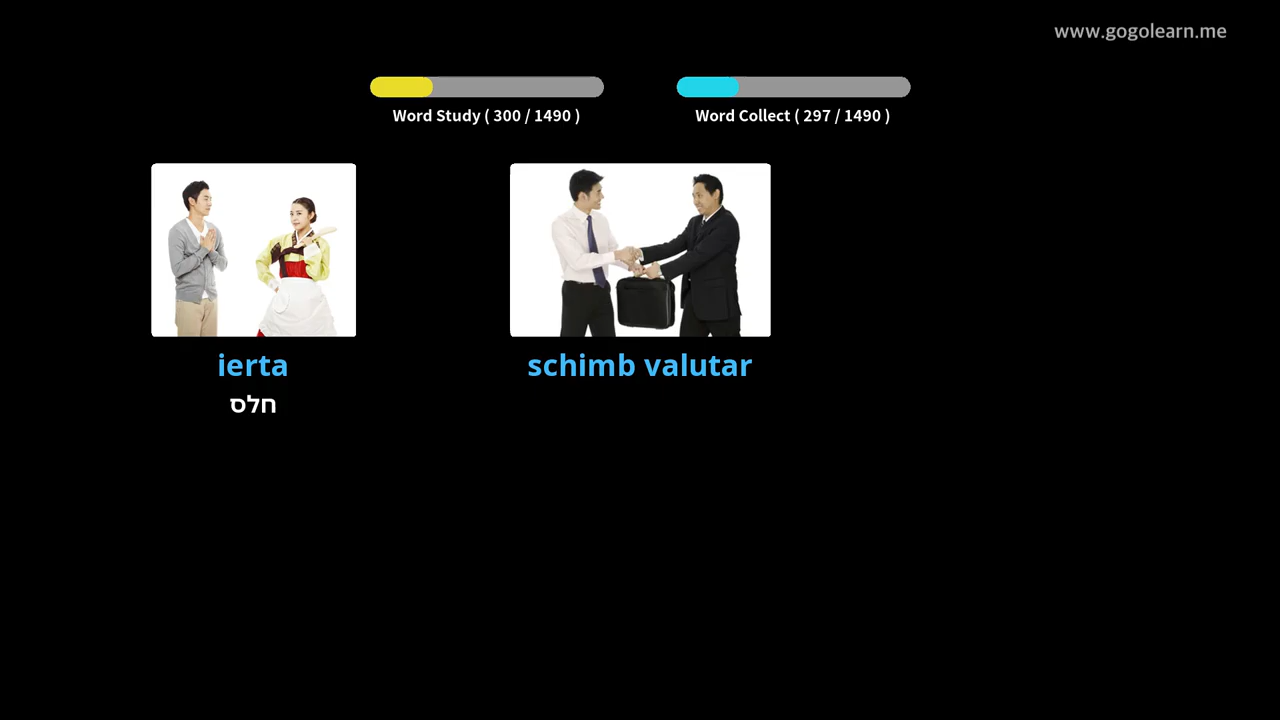 www.gogolearn.me
Word Study ( 300 / 1490 )
Word Collect ( 297 / 1490 )
ierta
חלס
schimb valutar